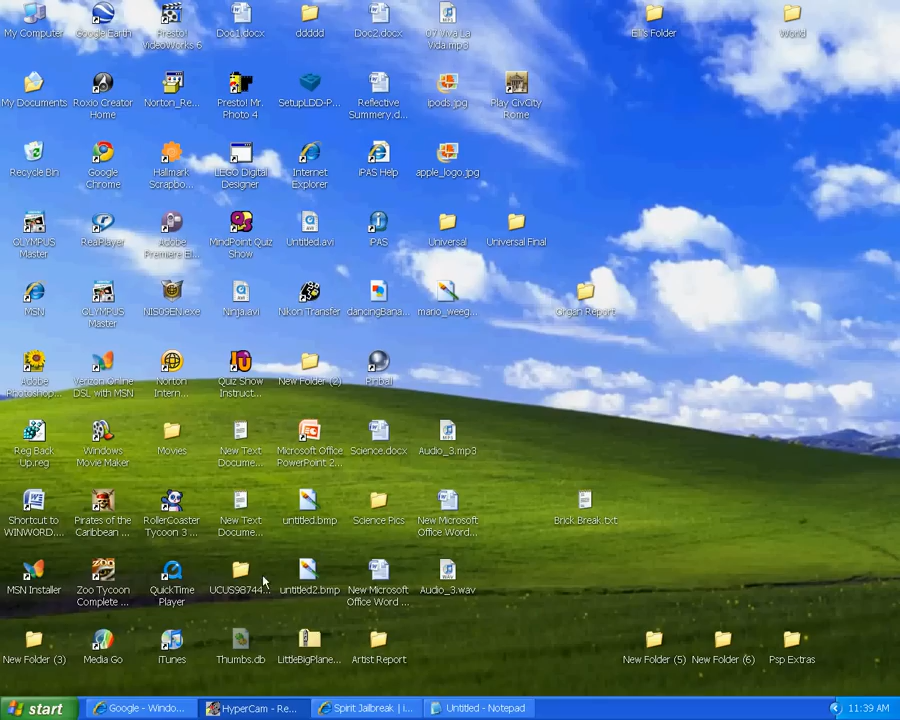 My Computer
Google Earth
Presto!
VideoWorks 6
Doc1.docx
ddddd
Doc2.docx
07 Viva La
Vida.mp3
Eli's Folder
World
My Documents
Roxio Creator
Home
Norton_Re...
Presto! Mr.
Photo 4
SetupLDD-P...
Reflective
Summery.d...
ipods.jpg
Play CivCity
Rome
Recycle Bin
Google
Chrome
Hallmark
Scrapbo...
LEGO Digital
Designer
Internet
Explorer
iPAS Help
apple_logo.jpg
OLYMPUS
Master
RealPlayer
Adobe
Premiere El...
MindPoint Quiz
Show
Untitled.avi
iPAS
Universal
Universal Final
MSN
OLYMPUS
Master
NIS09EN.exe
Ninja.avi
Nikon Transfer
dancingBana...
mario_weeg...
Organ Report
Adobe
Photoshop...
Verizon Online
DSL with MSN
Norton
Intern...
Quiz Show
Instruct...
New Folder (2)
Pinball
Reg Back
Up.reg
Windows
Movie Maker
Movies
New Text
Docume...
Microsoft Office
PowerPoint 2...
Science.docx
Audio_3.mp3
Shortcut to
WINWORD....
Pirates of the
Caribbean ...
RollerCoaster
Tycoon 3 ...
New Text
Docume...
untitled.bmp
Science Pics
New Microsoft
Office Word...
Brick Break.txt
MSN Installer
Zoo Tycoon
Complete ...
QuickTime
Player
UCUS98744...
untitled2.bmp
New Microsoft
Office Word ...
Audio_3.wav
New Folder (3)
Media Go
iTunes
Thumbs.db
LittleBigPlane...
Artist Report
New Folder (5)
New Folder (6)
Psp Extras
start
Google - Windo...
HyperCam - Re...
Spirit Jailbreak | i...
Untitled - Notepad
11:39 AM